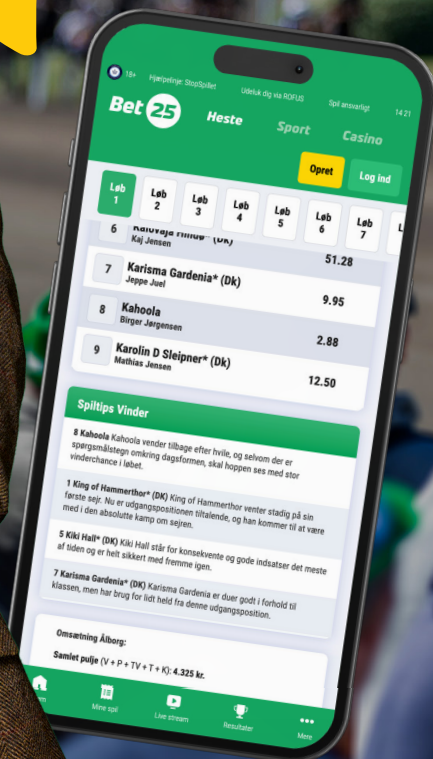 18+ Hjælpelinje: StopSpillet Udeluk dig via ROFUS Spil ansvarligt 14:21
Bet 25 Heste Sport Casino
Opret Log ind
Løb 1
Løb 2
Løb 3
Løb 4
Løb 5
Løb 6
Løb 7
6
Kaj Jensen
51.28
7 Karisma Gardenia* (Dk)
Jeppe Juel
9.95
8 Kahoola
Birger Jørgensen
2.88
9 Karolin D Sleipner* (Dk)
Mathias Jensen
12.50
Spiltips Vinder
8 Kahoola Kahoola vender tilbage efter hvile, og selvom der er
spørgsmålstegn omkring dagsformen, skal hoppen ses med stor
vinderchance i løbet.
1 King of Hammerthor* (DK) King of Hammerthor venter stadig på sin
første sejr. Nu er udgangspositionen tiltalende, og han kommer til at være
med i den absolutte kamp om sejren.
5 Kiki Hall* (DK) Kiki Hall står for konsekvente og gode indsatser det meste
af tiden og er helt sikkert med fremme igen.
7 Karisma Gardenia* (DK) Karisma Gardenia er duer godt i forhold til
klassen, men har brug for lidt held fra denne udgangsposition.
Omsætning Ålborg:
Samlet pulje (V + P + TV + T + K): 4.325 kr.
Mine spil
Live stream
Resultater
Mere